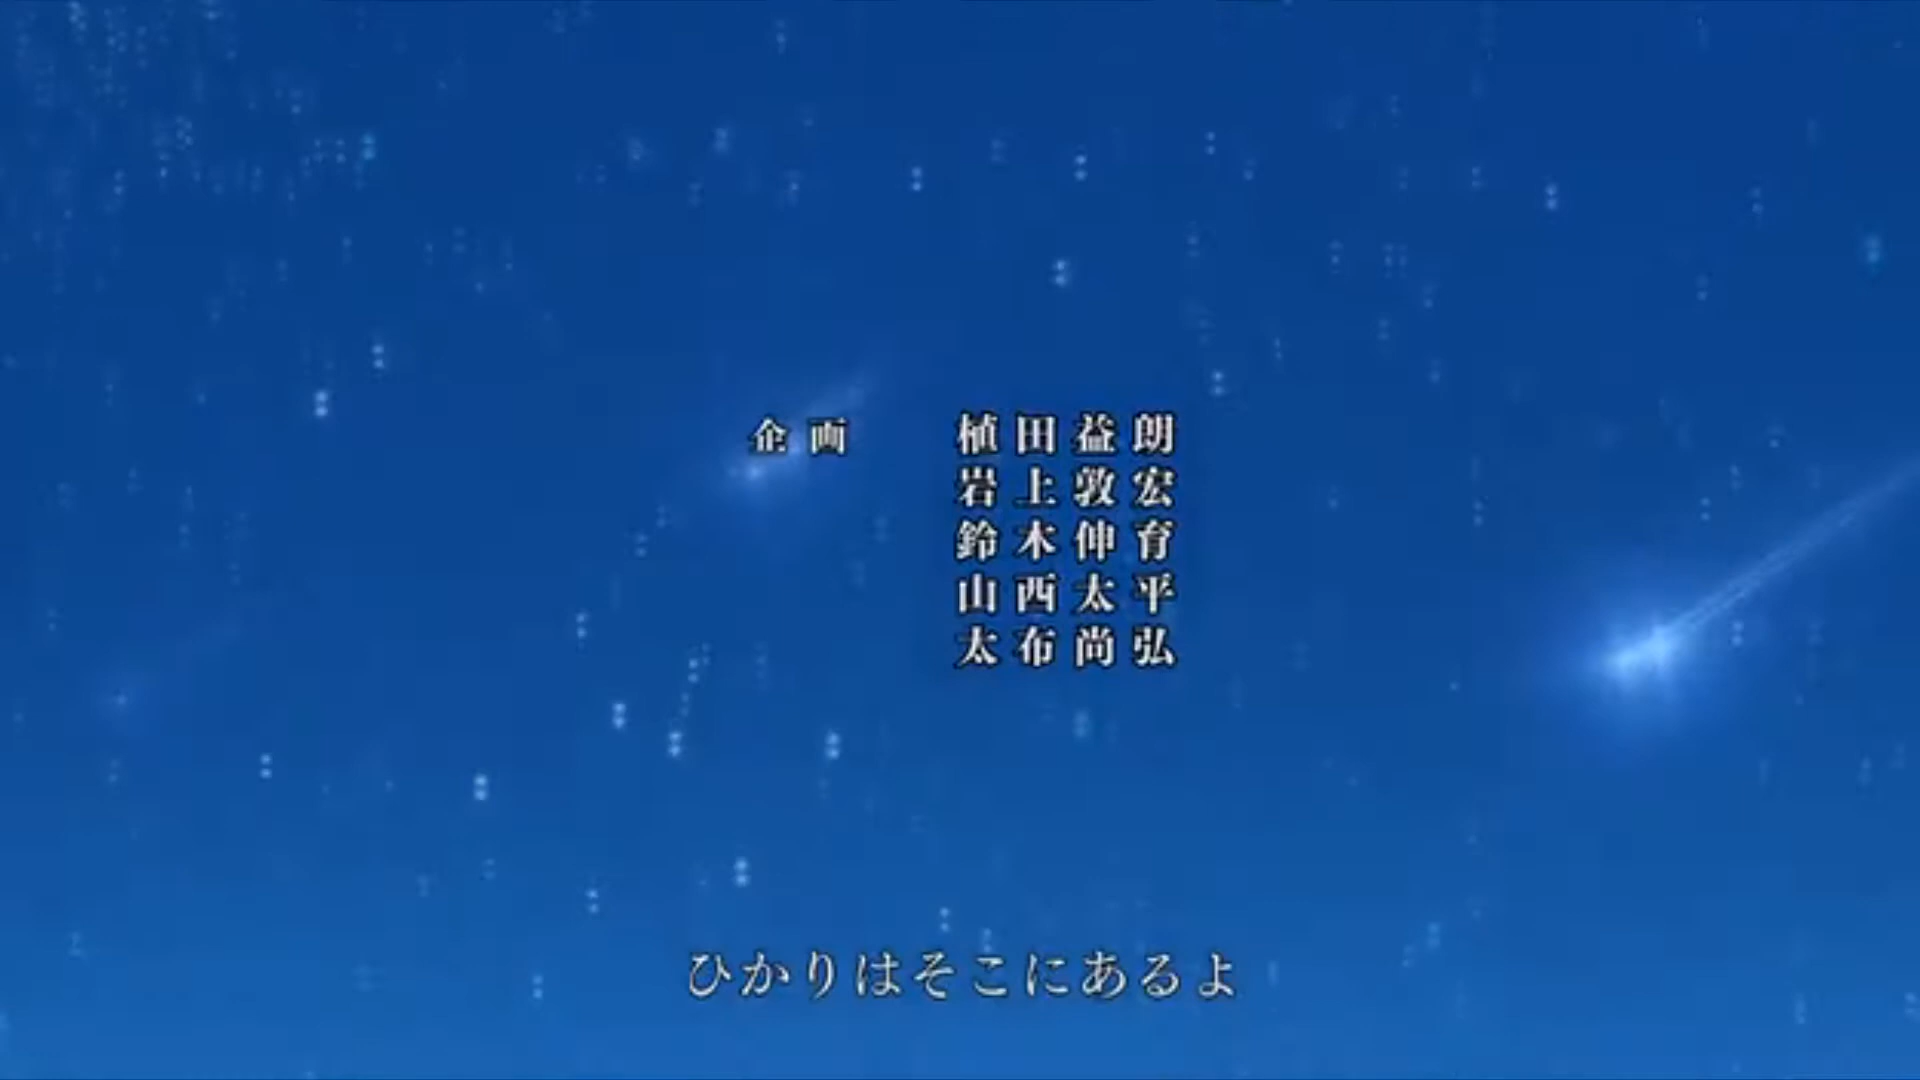 企画 植田益朗
岩上敦宏
鈴木伸育
山西太平
太布尚弘
ひかりはそこにあるよ